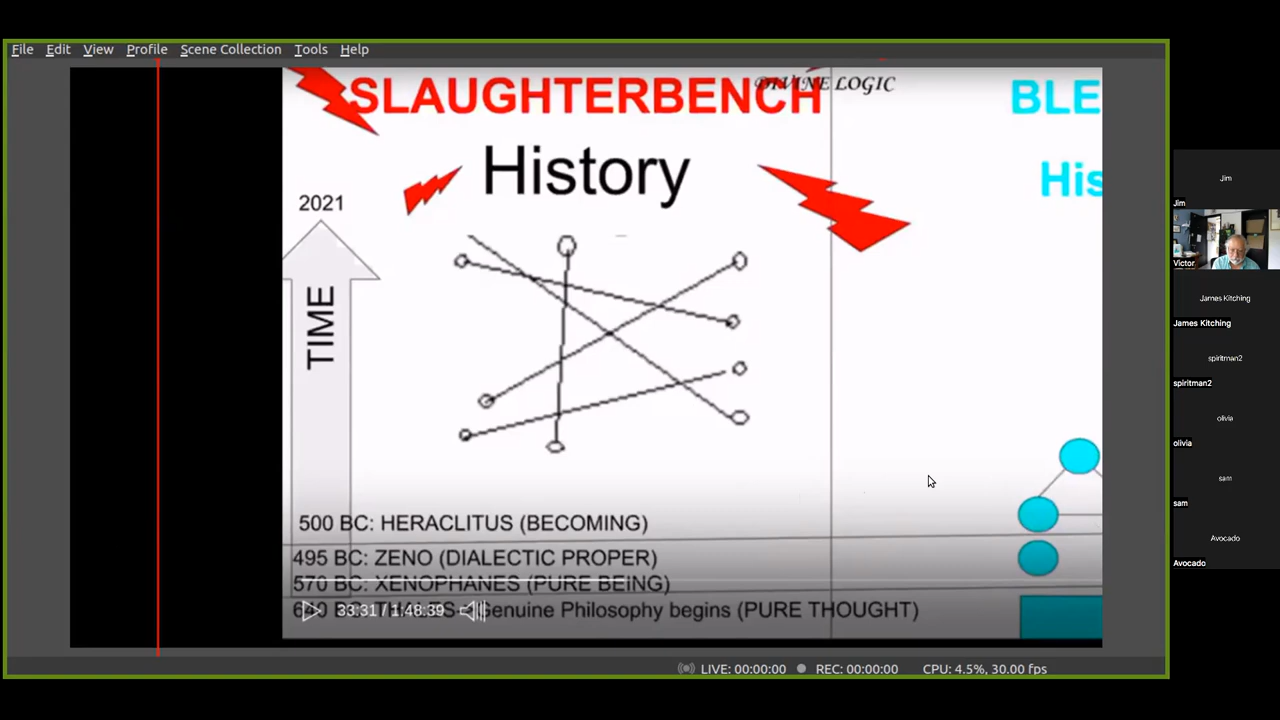 File Edit View Profile Scene Collection Tools Help
SLAUGHTERBENCH
DIVINE LOGIC
BLE
History
His
2021
TIME
500 BC: HERACLITUS (BECOMING)
495 BC: ZENO (DIALECTIC PROPER)
570 BC: XENOPHANES (PURE BEING)
BC: Genuine Philosophy begins (PURE THOUGHT)
33:31 / 1:48:39
LIVE: 00:00:00 REC: 00:00:00 CPU: 4.5%, 30.00 fps
Jim
Jim
Victor
James Kitching
James Kitching
spiritman2
spiritman2
olivia
olivia
sam
sam
Avocado
Avocado